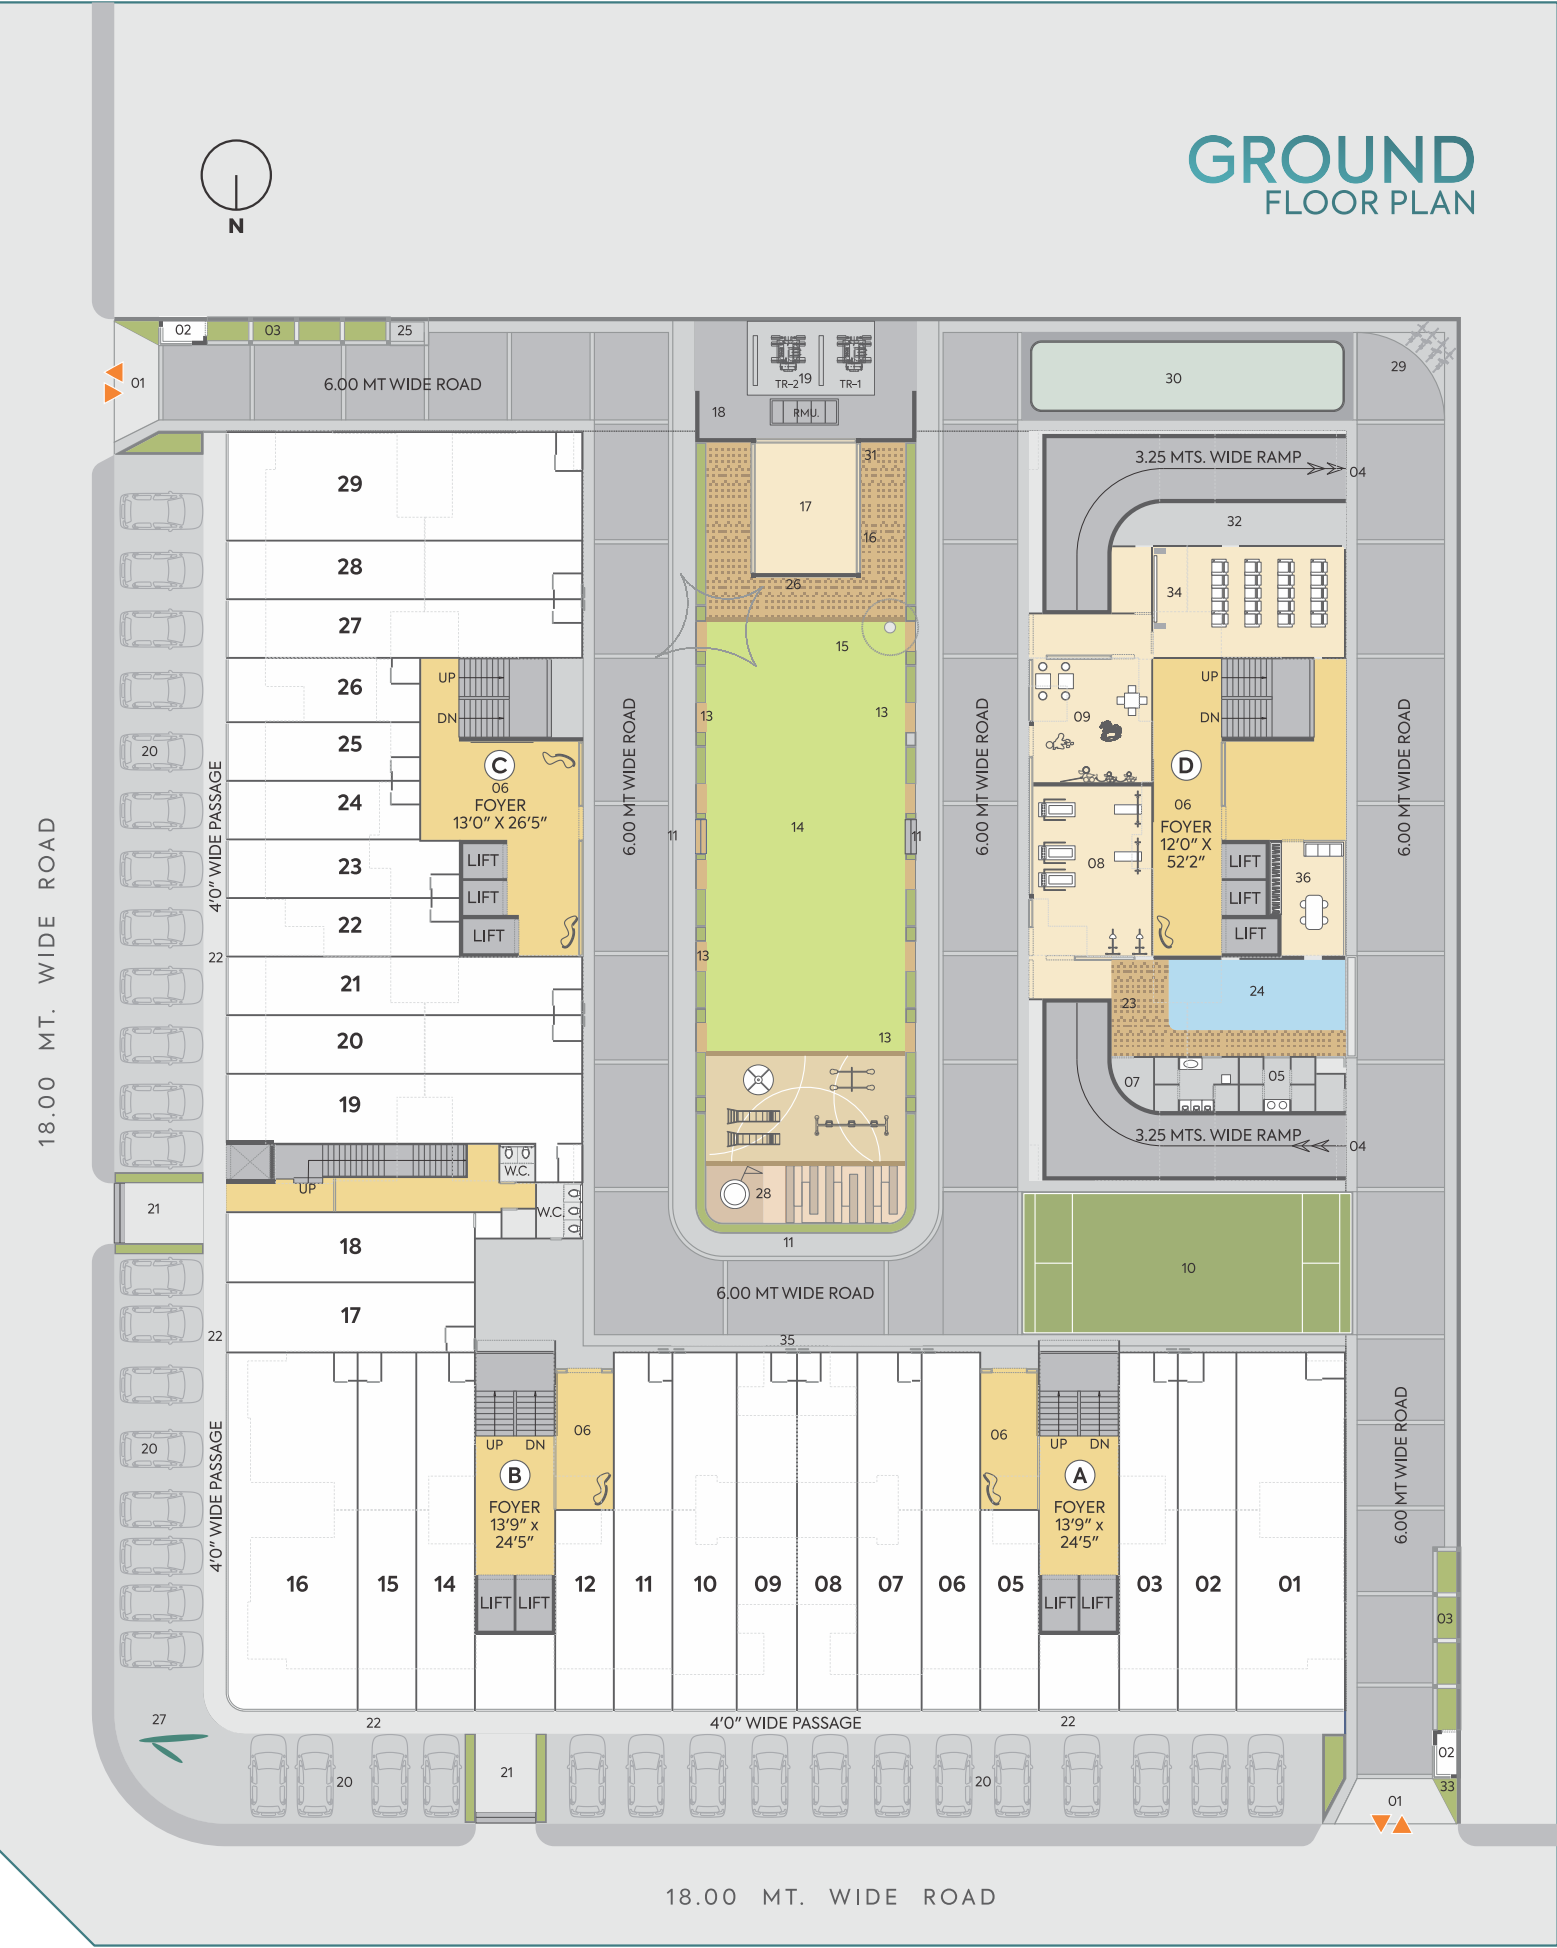 GROUND
FLOOR PLAN
N
02
03
25
01
6.00 MT WIDE ROAD
TR-2
19
TR-1
18
RMU.
30
29
29
31
17
16
26
3.25 MTS. WIDE RAMP
04
32
34
28
27
15
26
UP
DN
13
13
09
UP
DN
20
25
C
06
FOYER
13'0" X 26'5"
24
4'0" WIDE PASSAGE
6.00 MT WIDE ROAD
11
14
11
6.00 MT WIDE ROAD
D
06
FOYER
12'0" X
52'2"
6.00 MT WIDE ROAD
18.00 MT. WIDE ROAD
23
LIFT
LIFT
LIFT
08
LIFT
LIFT
LIFT
36
22
22
13
21
24
23
20
13
07
05
19
3.25 MTS. WIDE RAMP
04
W.C.
UP
W.C.
28
21
18
11
10
17
6.00 MT WIDE ROAD
22
35
20
4'0" WIDE PASSAGE
06
06
UP
DN
B
FOYER
13'9" x
24'5"
UP
DN
A
FOYER
13'9" x
24'5"
6.00 MT WIDE ROAD
16
15
14
LIFT
LIFT
12
11
10
09
08
07
06
05
LIFT
LIFT
03
02
01
03
27
22
4'0" WIDE PASSAGE
22
02
33
20
21
20
01
18.00 MT. WIDE ROAD